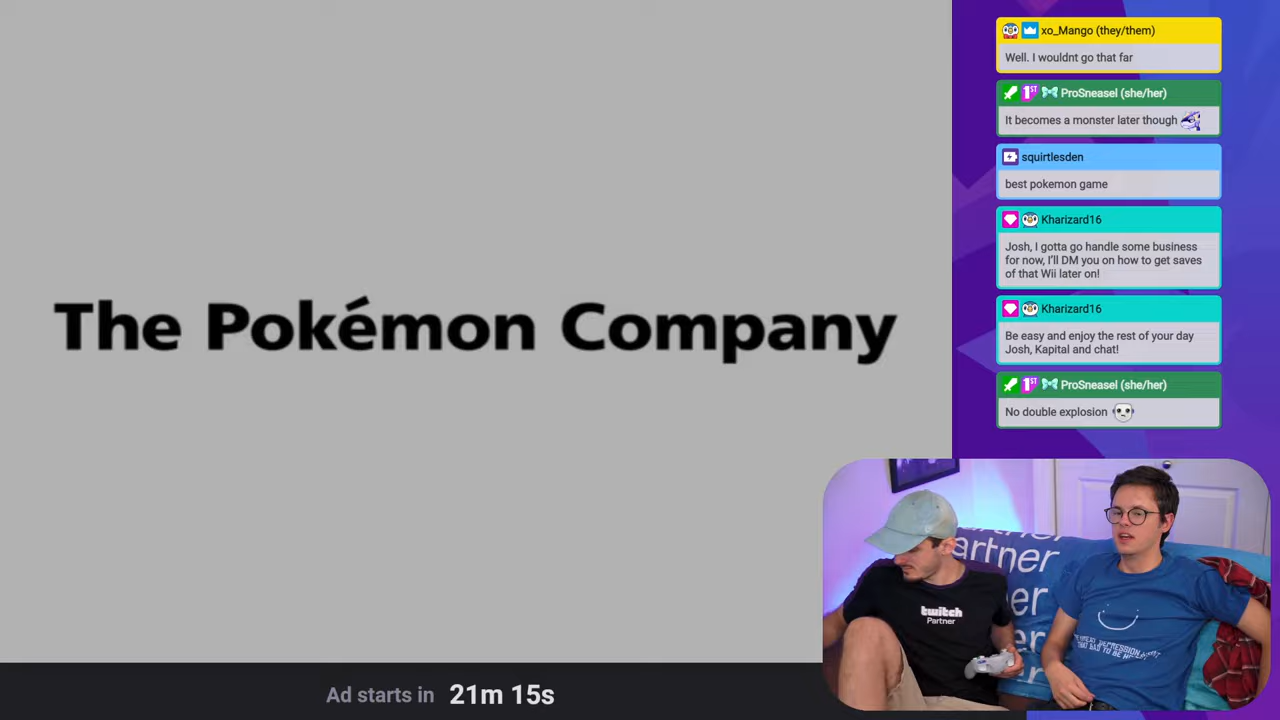 The Pokémon Company
xo_Mango (they/them)
Well. I wouldnt go that far
1ST ProSneasel (she/her)
It becomes a monster later though
squirtlesden
best pokemon game
Kharizard16
Josh, I gotta go handle some business
for now, I'll DM you on how to get saves
of that Wii later on!
Kharizard16
Be easy and enjoy the rest of your day
Josh, Kapital and chat!
1ST ProSneasel (she/her)
No double explosion
artner
twitch
Partner
Ad starts in 21m 15s